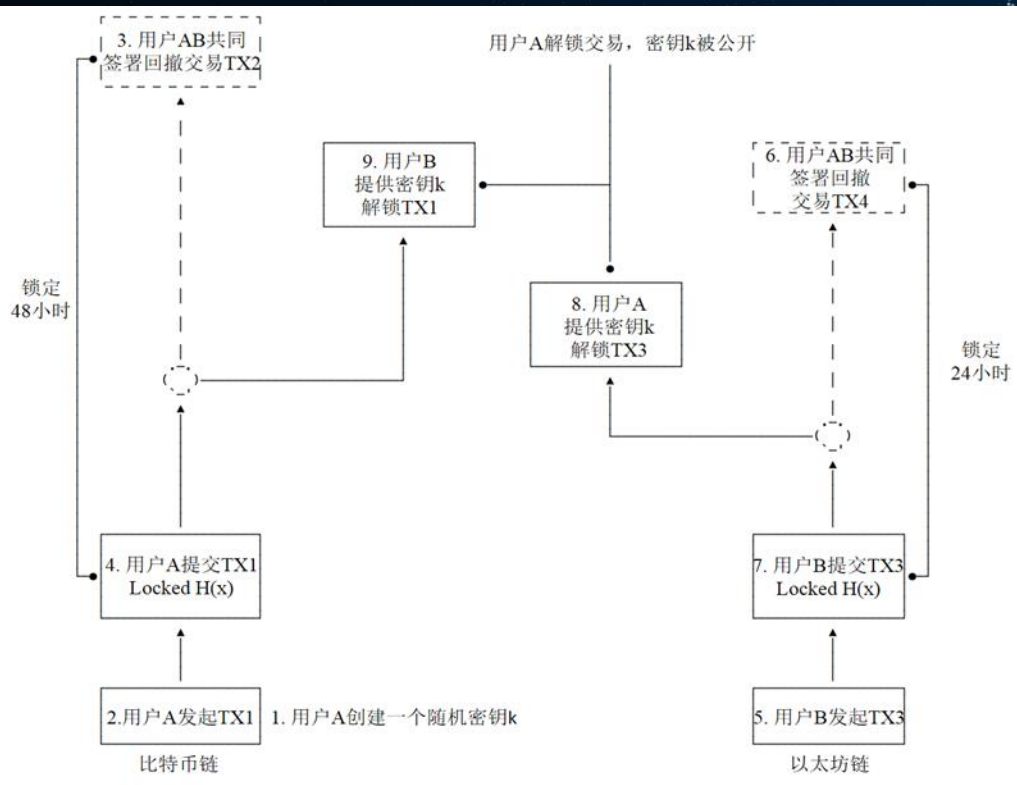 3. 用户AB共同
签署回撤交易TX2
用户A解锁交易，密钥k被公开
9. 用户B
提供密钥k
解锁TX1
6. 用户AB共同
签署回撤
交易TX4
锁定
48小时
8. 用户A
提供密钥k
解锁TX3
锁定
24小时
4. 用户A提交TX1
Locked H(x)
7. 用户B提交TX3
Locked H(x)
2.用户A发起TX1
1. 用户A创建一个随机密钥k
5. 用户B发起TX3
比特币链
以太坊链